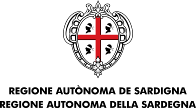 REGIONE AUTÒNOMA DE SARDIGNA
REGIONE AUTONOMA DELLA SARDEGNA